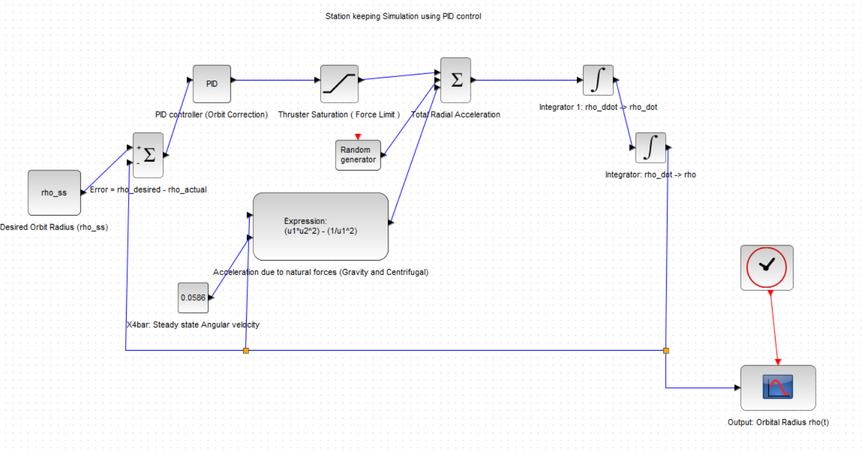 Station keeping Simulation using PID control
PID
Σ
PID controller (Orbit Correction)
Thruster Saturation ( Force Limit )
Total Radial Acceleration
∫
Integrator 1: rho_ddot -> rho_dot
+
-
Σ
Random
generator
∫
Integrator: rho_dot -> rho
rho_ss
Error = rho_desired - rho_actual
Desired Orbit Radius (rho_ss)
Expression:
(u1*u2^2) - (1/u1^2)
Acceleration due to natural forces (Gravity and Centrifugal)
0.0586
X4bar: Steady state Angular velocity
Output: Orbital Radius rho(t)